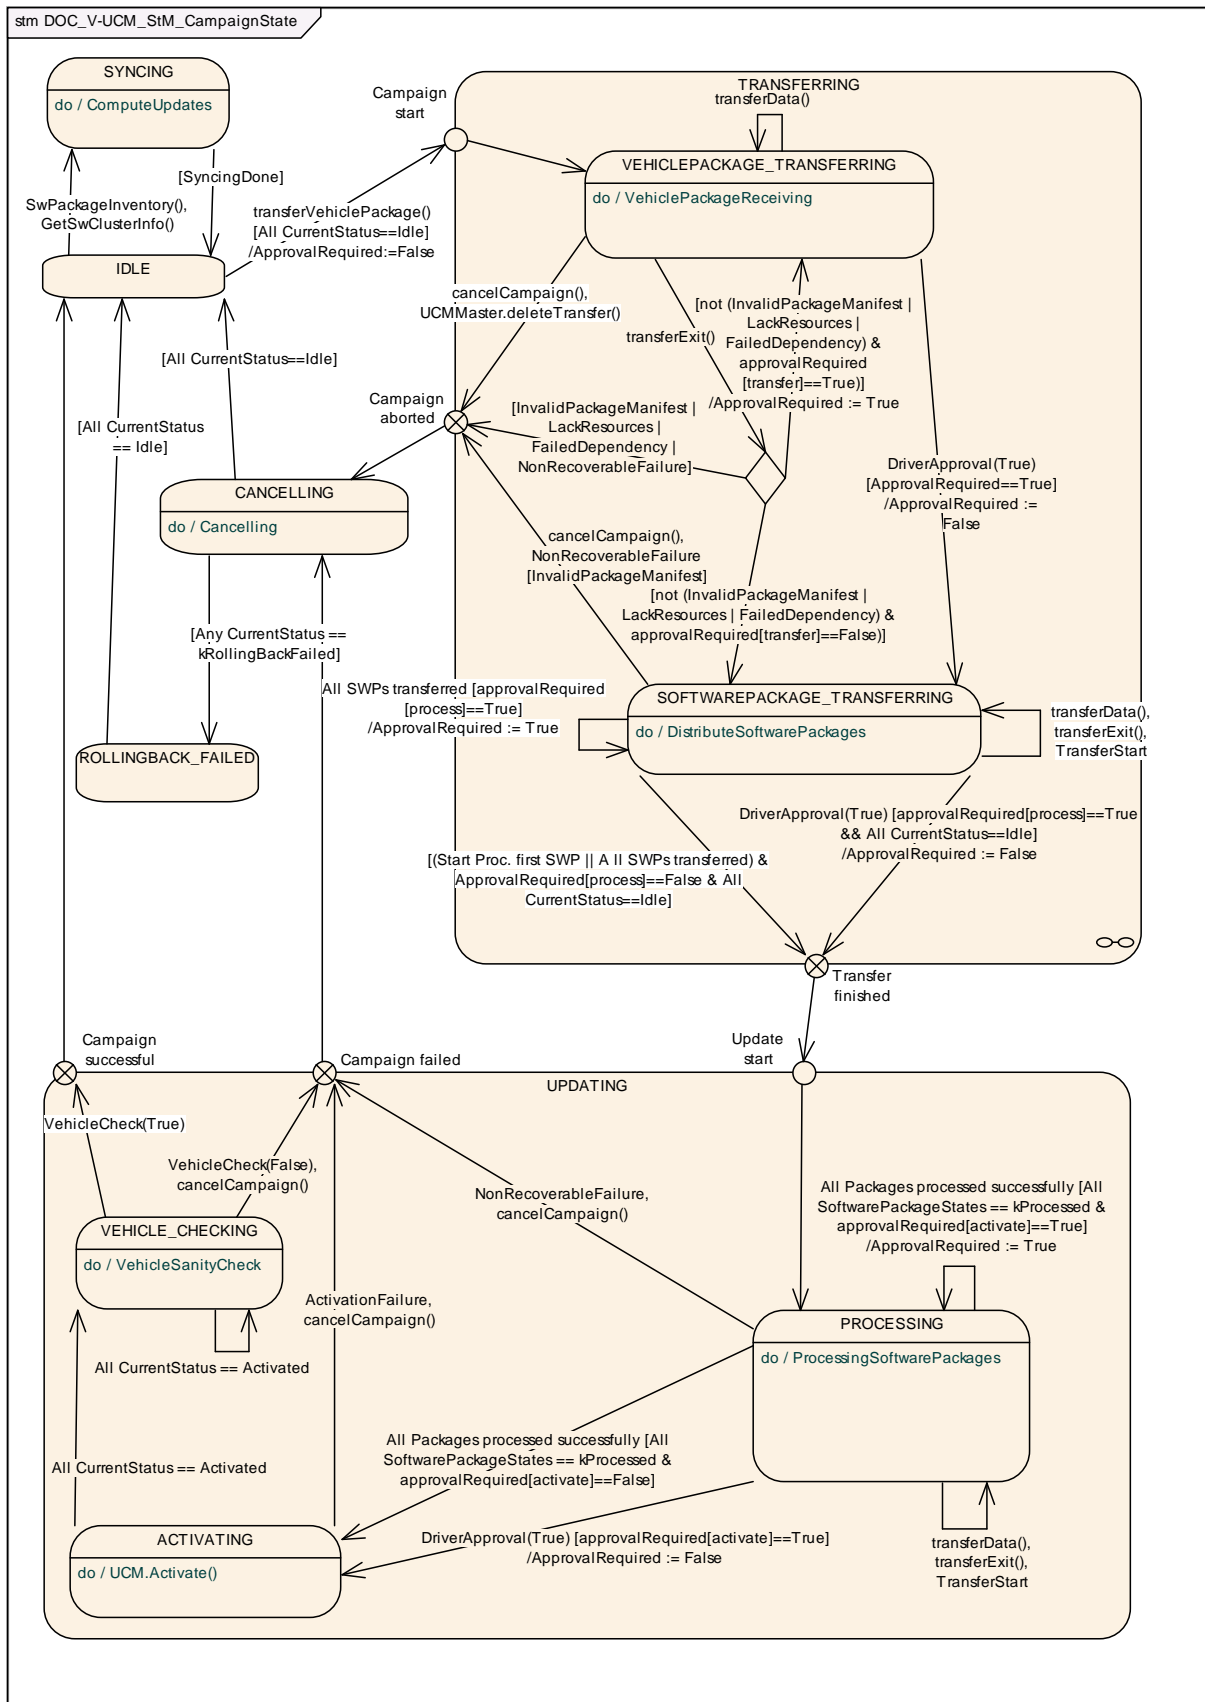 stm DOC_V-UCM_StM_CampaignState
SYNCING
do / ComputeUpdates
[SyncingDone]
SwPackageInventory(),
GetSwClusterInfo()
IDLE
Campaign
start
transferVehiclePackage()
[All CurrentStatus==Idle]
/ApprovalRequired:=False
TRANSFERRING
transferData()
VEHICLEPACKAGE_TRANSFERRING
do / VehiclePackageReceiving
cancelCampaign(),
UCMMaster.deleteTransfer()
transferExit()
[not (InvalidPackageManifest |
LackResources |
FailedDependency) &
approvalRequired
[transfer]==True)]
/ApprovalRequired := True
[All CurrentStatus==Idle]
Campaign
aborted
[InvalidPackageManifest |
LackResources |
FailedDependency |
NonRecoverableFailure]
[All CurrentStatus
== Idle]
DriverApproval(True)
[ApprovalRequired==True]
/ApprovalRequired :=
False
CANCELLING
do / Cancelling
cancelCampaign(),
NonRecoverableFailure
[InvalidPackageManifest]
[not (InvalidPackageManifest |
LackResources | FailedDependency) &
approvalRequired[transfer]==False)]
[Any CurrentStatus ==
kRollingBackFailed]
All SWPs transferred [approvalRequired
[process]==True]
/ApprovalRequired := True
SOFTWAREPACKAGE_TRANSFERRING
do / DistributeSoftwarePackages
transferData(),
transferExit(),
TransferStart
ROLLINGBACK_FAILED
DriverApproval(True) [approvalRequired[process]==True
&& All CurrentStatus==Idle]
/ApprovalRequired := False
[(Start Proc. first SWP || A ll SWPs transferred) &
ApprovalRequired[process]==False & All
CurrentStatus==Idle]
Transfer
finished
Campaign
successful
Campaign failed
Update
start
UPDATING
VehicleCheck(True)
VehicleCheck(False),
cancelCampaign()
NonRecoverableFailure,
cancelCampaign()
All Packages processed successfully [All
SoftwarePackageStates == kProcessed &
approvalRequired[activate]==True]
/ApprovalRequired := True
VEHICLE_CHECKING
do / VehicleSanityCheck
ActivationFailure,
cancelCampaign()
PROCESSING
do / ProcessingSoftwarePackages
All CurrentStatus == Activated
All Packages processed successfully [All
SoftwarePackageStates == kProcessed &
approvalRequired[activate]==False]
All CurrentStatus == Activated
ACTIVATING
do / UCM.Activate()
DriverApproval(True) [approvalRequired[activate]==True]
/ApprovalRequired := False
transferData(),
transferExit(),
TransferStart